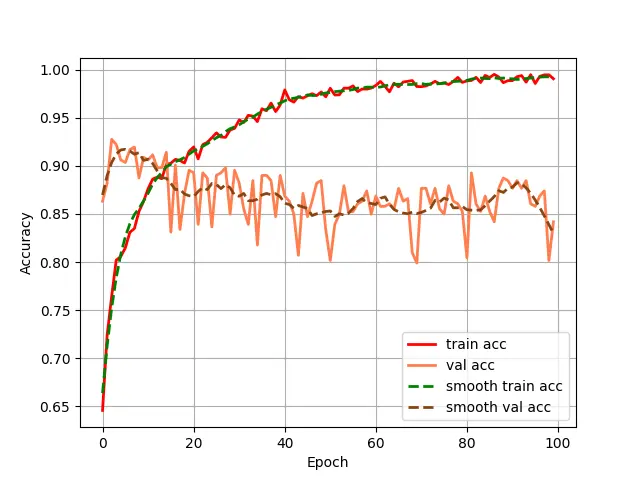 1.00
0.95
0.90
0.85
0.80
0.75
0.70
0.65
Accuracy
0
20
40
60
80
100
Epoch
train acc
val acc
smooth train acc
smooth val acc